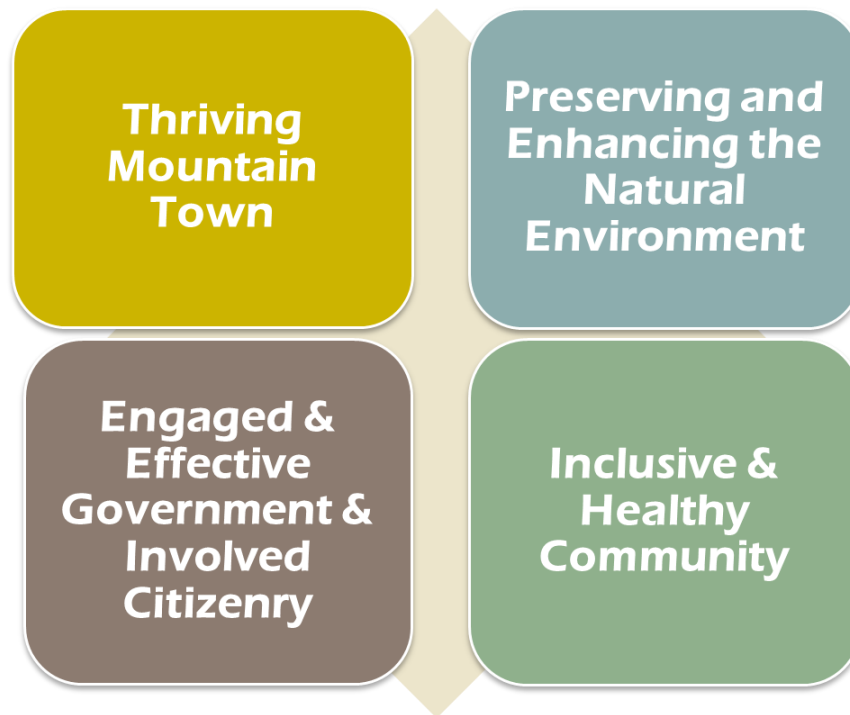 Thriving
Mountain
Town
Preserving and
Enhancing the
Natural
Environment
Engaged &
Effective
Government &
Involved
Citizenry
Inclusive &
Healthy
Community